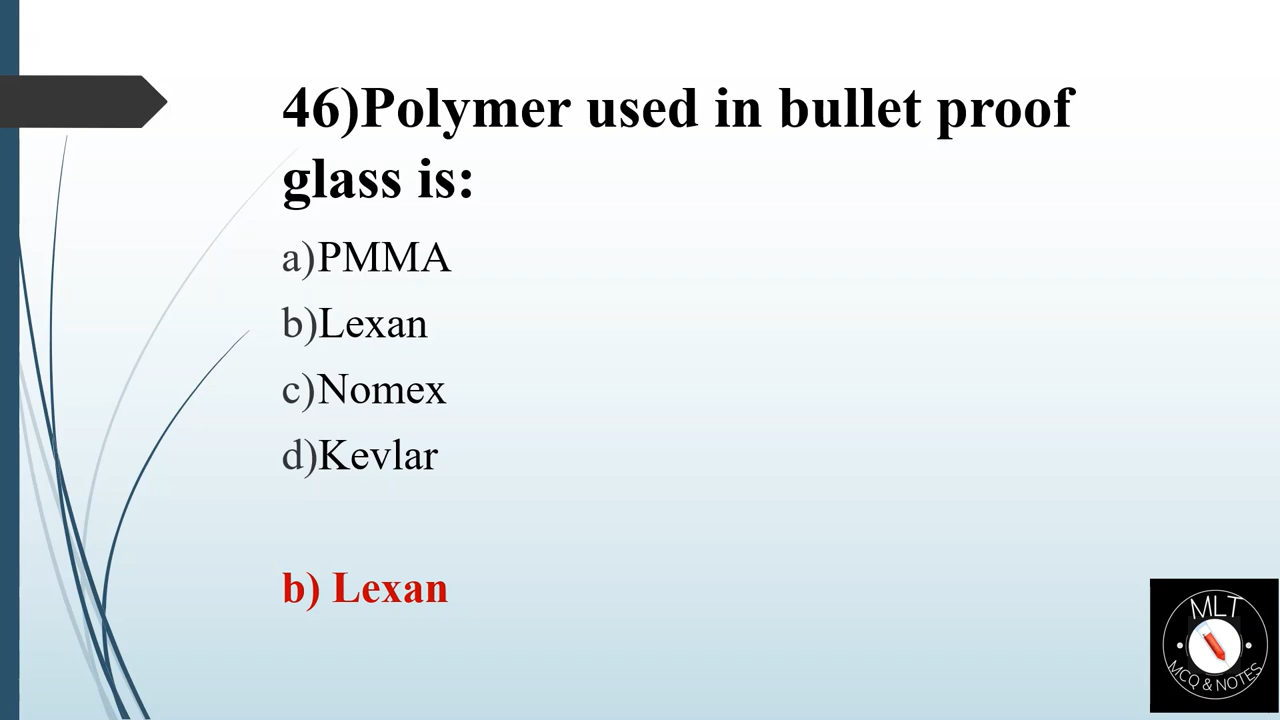 46)Polymer used in bullet proof
glass is:
a)PMMA
b)Lexan
c)Nomex
d)Kevlar
b) Lexan
MLT
MCQ & NOTES